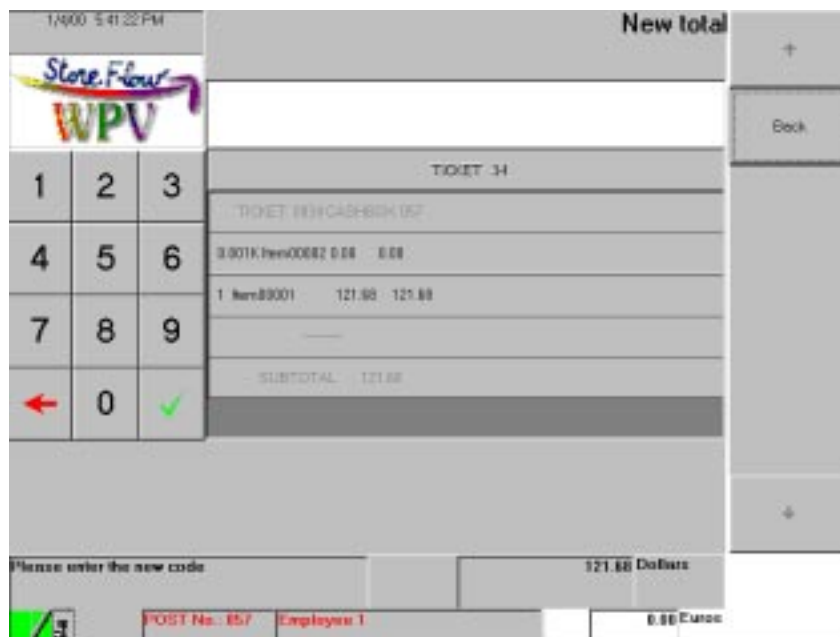 1/4/00 5:41:22 PM
New total
Store.Flow
WPV
Back
TICKET 34
1 2 3
TICKET CASHBOX 057
4 5 6
0.001K Item00002 0.00 0.00
1 Item00001 121.68 121.68
7 8 9
SUBTOTAL 121.68
0
Please enter the new code
121.68 Dollars
POST No.: 057
Employee 1
0.00 Euros